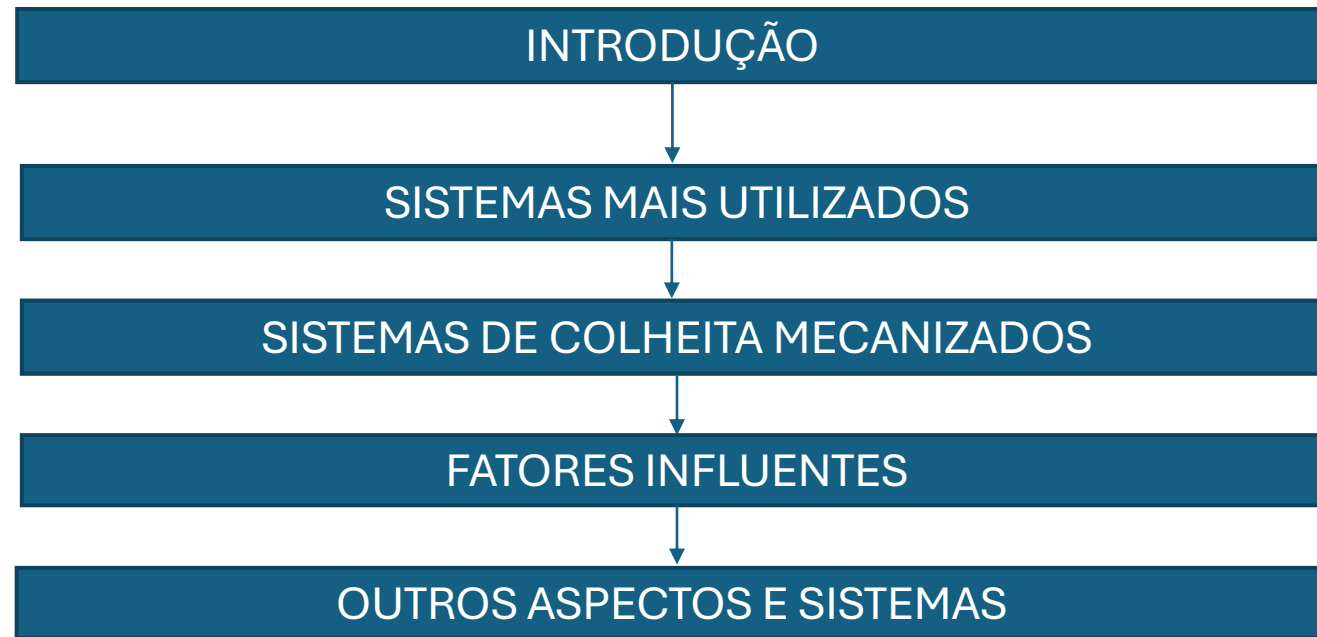 INTRODUÇÃO
SISTEMAS MAIS UTILIZADOS
SISTEMAS DE COLHEITA MECANIZADOS
FATORES INFLUENTES
OUTROS ASPECTOS E SISTEMAS